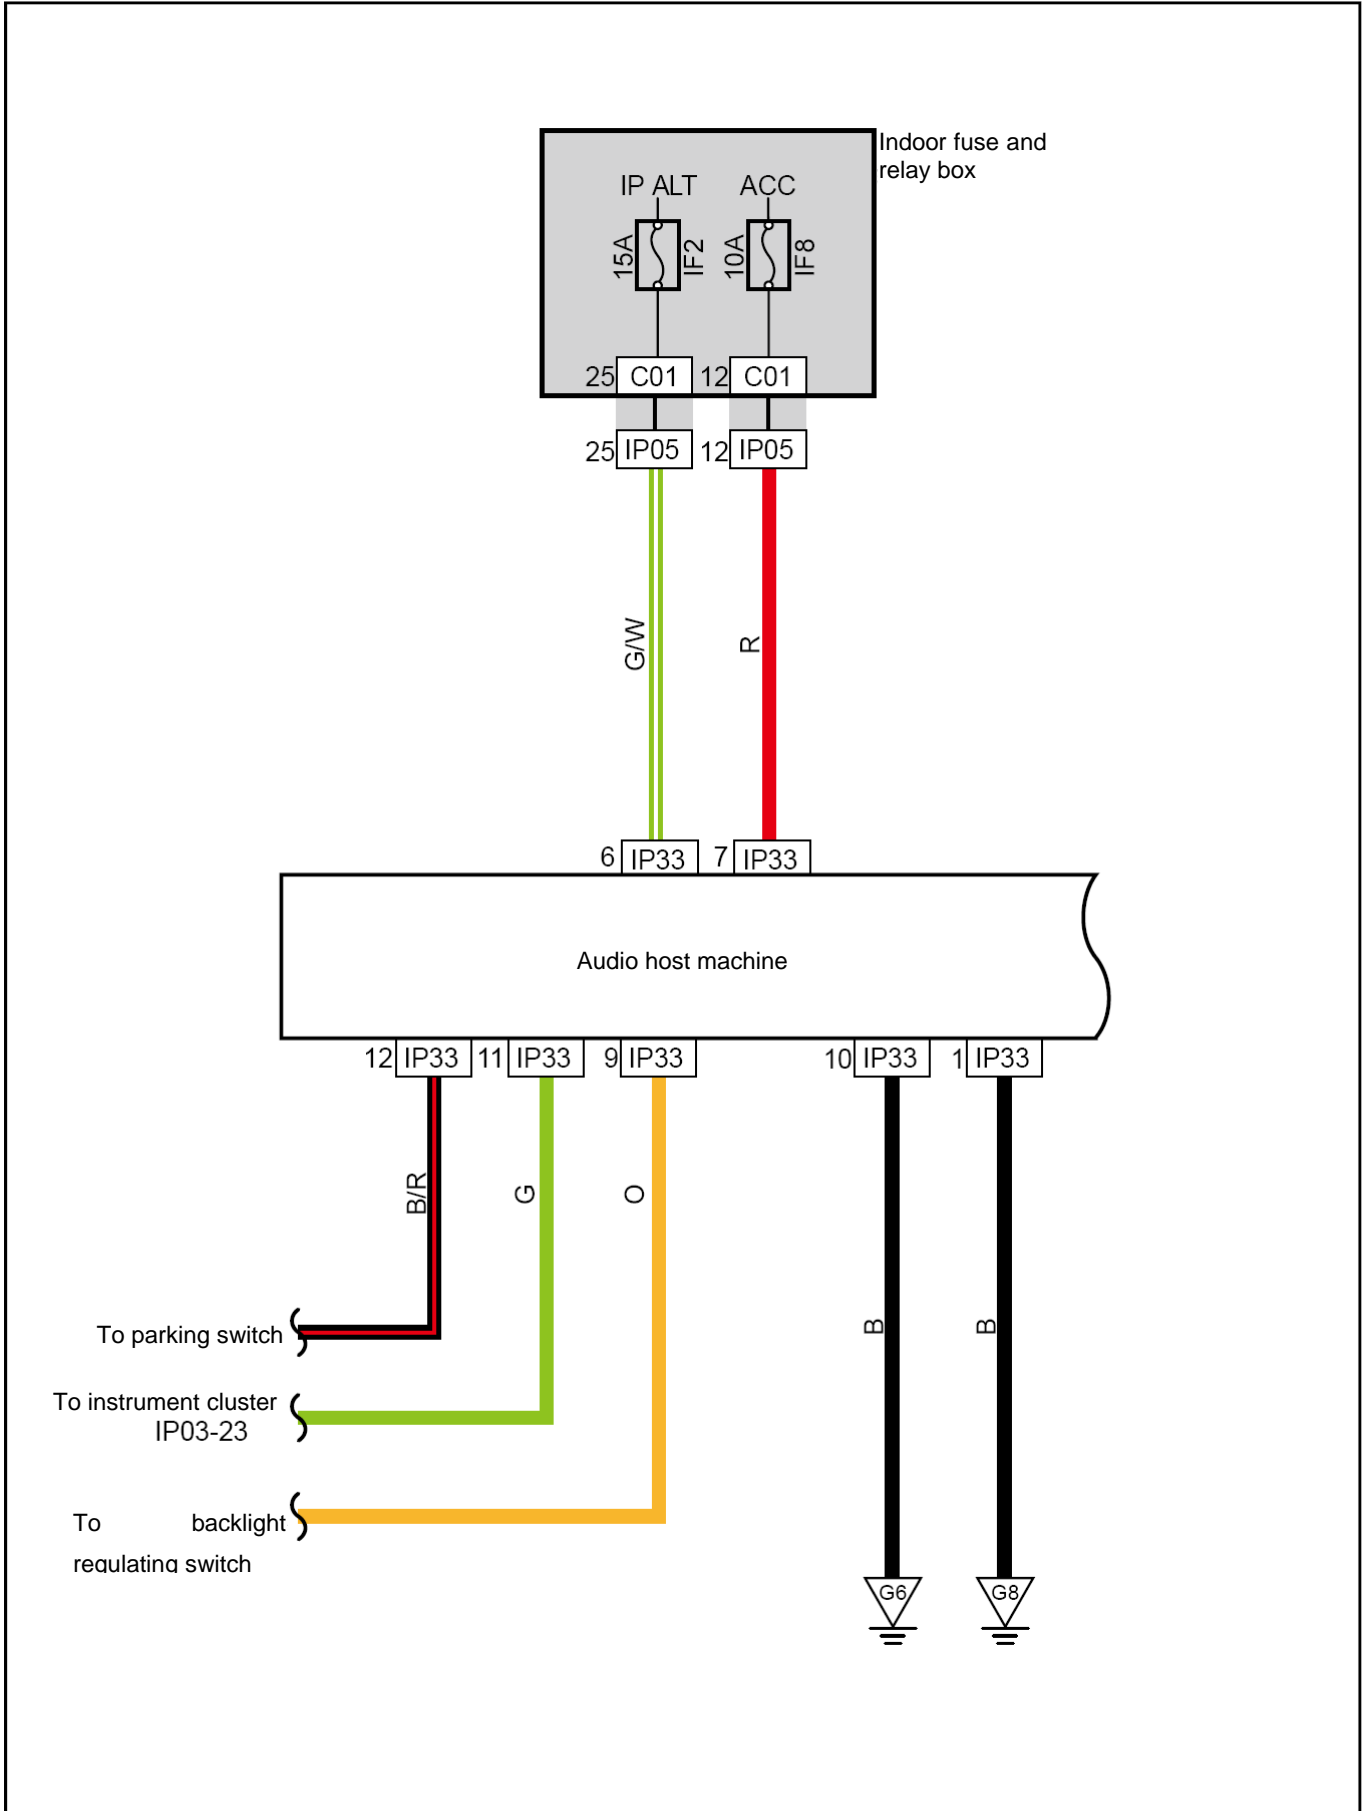 Indoor fuse and
relay box
IP ALT ACC
15A IF2 10A IF8
25 C01 12 C01
25 IP05 12 IP05
G/W R
6 IP33 7 IP33
Audio host machine
12 IP33 11 IP33 9 IP33 10 IP33 1 IP33
B/R G O
B B
To parking switch
To instrument cluster
IP03-23
To backlight
regulating switch
G6 G8